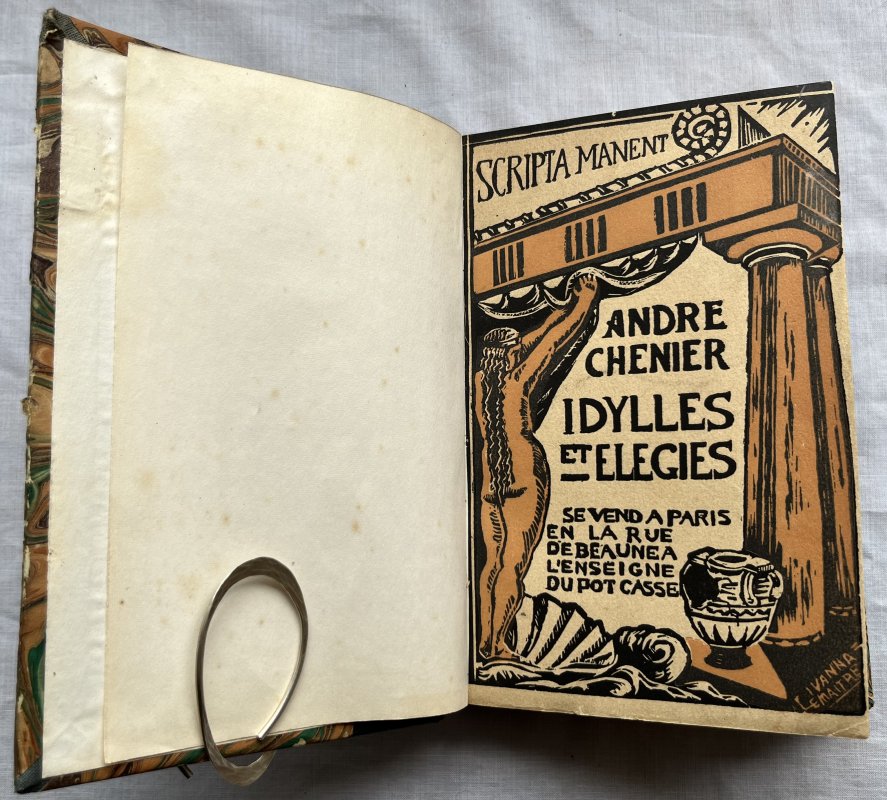 SCRIPTA MANENT
ANDRE
CHENIER
IDYLLES
ET ELEGIES
SE VEND A PARIS
EN LA RUE
DE BEAUNE A
L'ENSEIGNE
DU POT CASSE
IVANNA
LEMAITRE